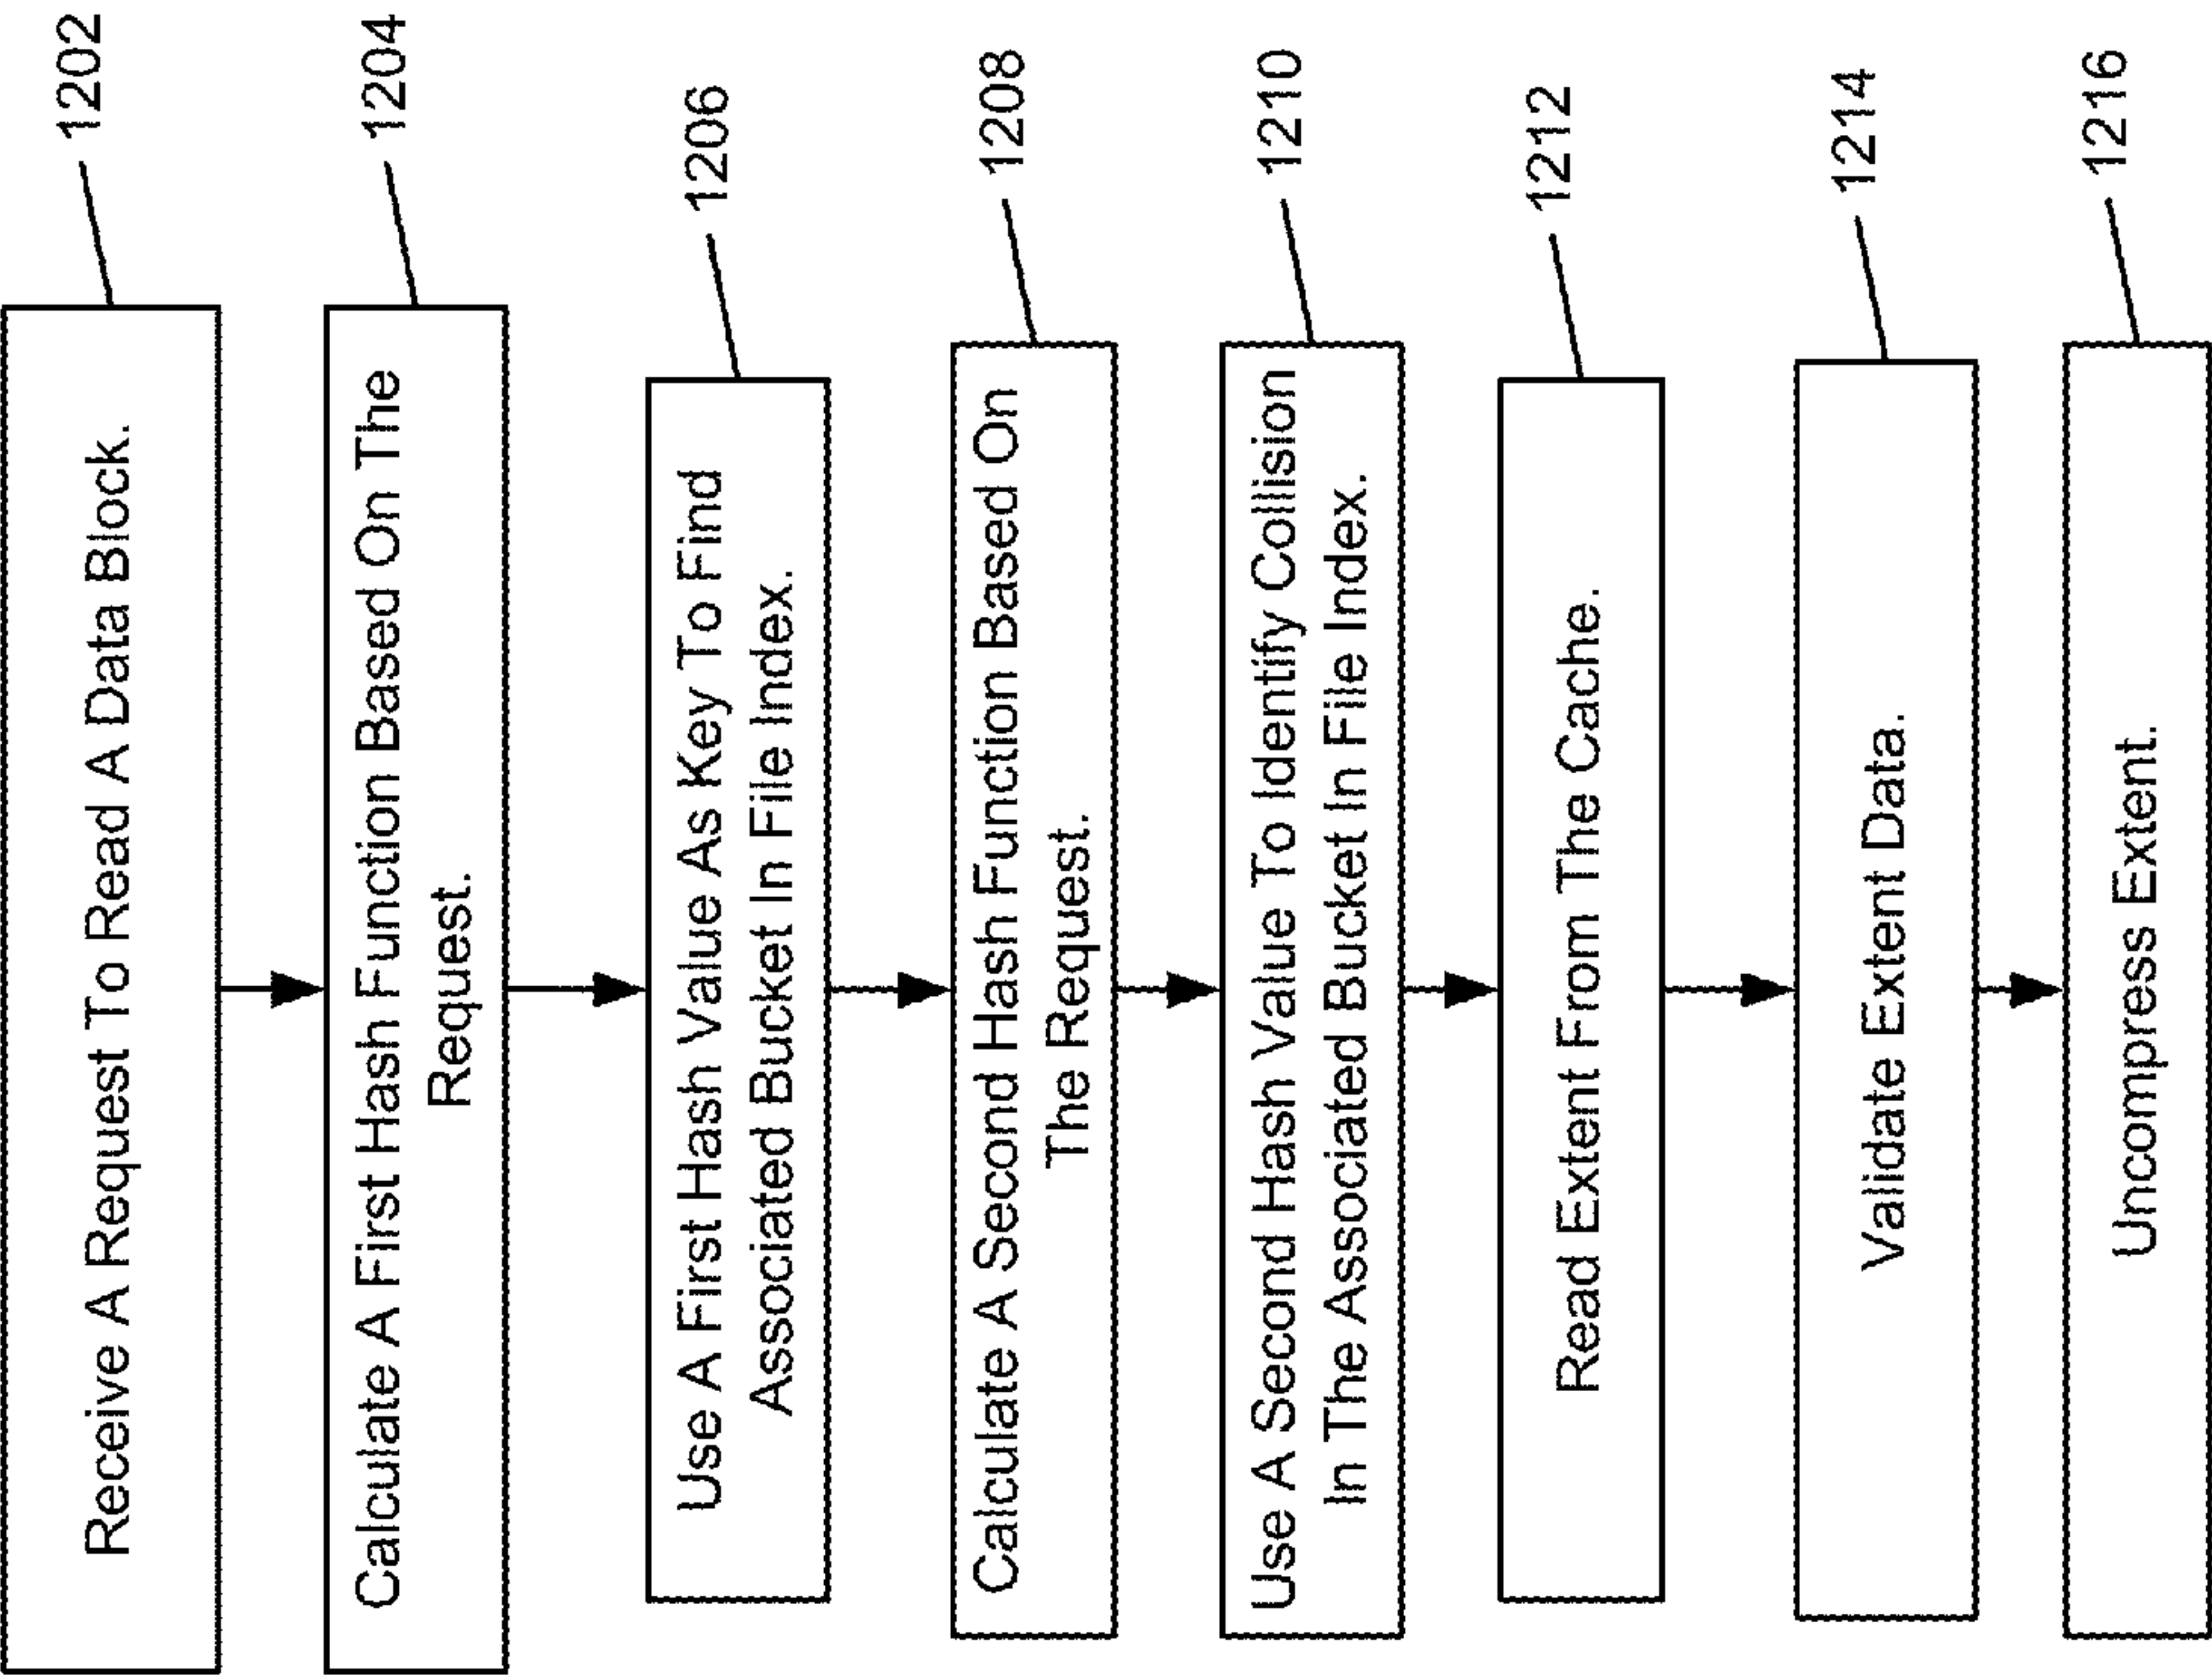 Receive A Request To Read A Data Block.
1202
Calculate A First Hash Function Based On The
Request.
1204
Use A First Hash Value As Key To Find
Associated Bucket In File Index.
1206
Calculate A Second Hash Function Based On
The Request.
1208
Use A Second Hash Value To Identify Collision
In The Associated Bucket In File Index.
1210
Read Extent From The Cache.
1212
Validate Extent Data.
1214
Uncompress Extent.
1216